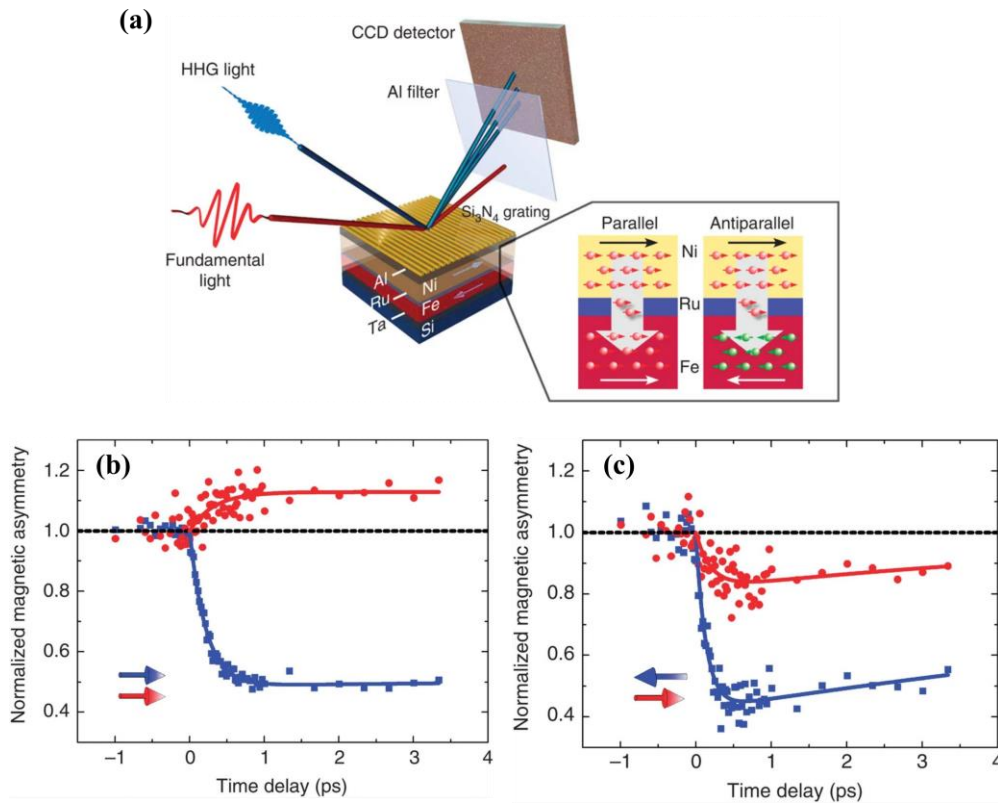 (a)
CCD detector
HHG light
Al filter
Si₃N₄ grating
Fundamental
light
Al
Ni
Ru
Fe
Ta
Si
Parallel
Antiparallel
Ni
Ru
Fe
(b)
Normalized magnetic asymmetry
1.2
1.0
0.8
0.6
0.4
−1
0
1
2
3
4
Time delay (ps)
(c)
Normalized magnetic asymmetry
1.2
1.0
0.8
0.6
0.4
−1
0
1
2
3
4
Time delay (ps)